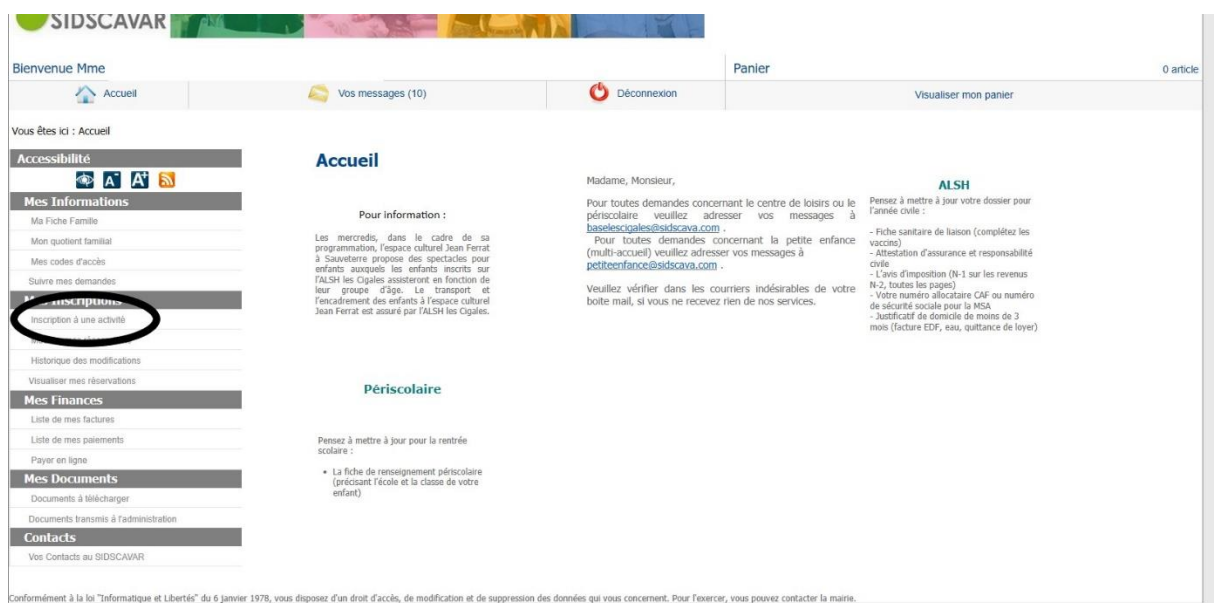 SIDSCAVAR
Bienvenue Mme
Panier
0 article
Accueil
Vos messages (10)
Déconnexion
Visualiser mon panier
Vous êtes ici : Accueil
Accessibilité
A-
A+
Mes Informations
Ma Fiche Famille
Mon quotient familial
Mes codes d'accès
Suivre mes demandes
Mes Inscriptions
Inscription à une activité
Historique des modifications
Visualiser mes réservations
Mes Finances
Liste de mes factures
Liste de mes paiements
Payer en ligne
Mes Documents
Documents à télécharger
Documents transmis à l'administration
Contacts
Vos Contacts au SIDSCAVAR
Accueil
Pour information :
Les mercredis, dans le cadre de sa
programmation, l'espace culturel Jean Ferrat
à Sauveterre propose des spectacles pour
enfants auxquels les enfants inscrits sur
l'ALSH les Cigales assisteront en fonction de
leur groupe d'âge. Le transport et
l'encadrement des enfants à l'espace culturel
Jean Ferrat est assuré par l'ALSH les Cigales.
Madame, Monsieur,
Pour toutes demandes concernant le centre de loisirs ou le
périscolaire veuillez adresser vos messages à
baselescigales@sidscava.com .
Pour toutes demandes concernant la petite enfance
(multi-accueil) veuillez adresser vos messages à
petiteenfance@sidscava.com .
Veuillez vérifier dans les courriers indésirables de votre
boite mail, si vous ne recevez rien de nos services.
ALSH
Pensez à mettre à jour votre dossier pour
l'année civile :
- Fiche sanitaire de liaison (complétez les
vaccins)
- Attestation d'assurance et responsabilité
civile
- L'avis d'imposition (N-1 sur les revenus
N-2, toutes les pages)
- Votre numéro allocataire CAF ou numéro
de sécurité sociale pour la MSA
- Justificatif de domicile de moins de 3
mois (facture EDF, eau, quittance de loyer)
Périscolaire
Pensez à mettre à jour pour la rentrée
scolaire :
• La fiche de renseignement périscolaire
(précisant l'école et la classe de votre
enfant)
Conformément à la loi "Informatique et Libertés" du 6 janvier 1978, vous disposez d'un droit d'accès, de modification et de suppression des données qui vous concernent. Pour l'exercer, vous pouvez contacter la mairie.